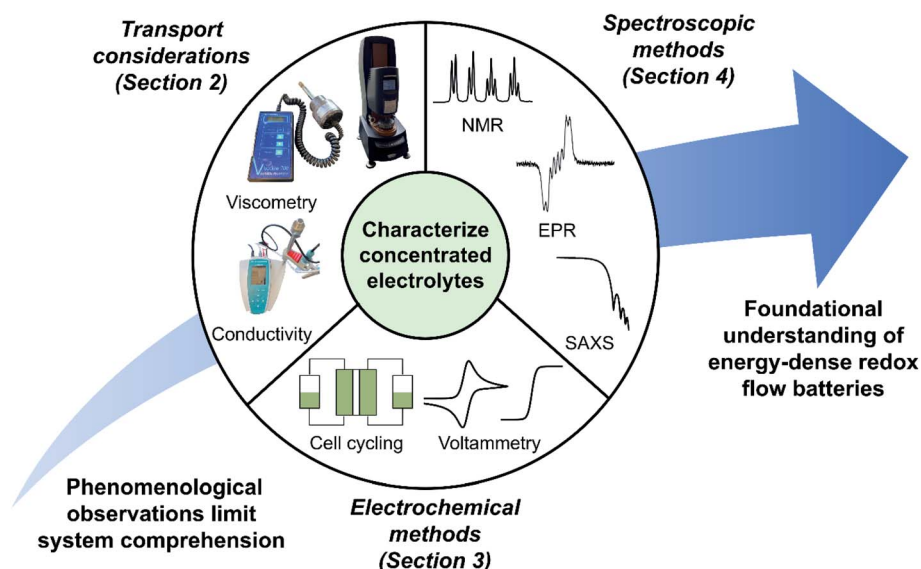 Transport
considerations
(Section 2)
Spectroscopic
methods
(Section 4)
NMR
Viscometry
EPR
Characterize
concentrated
electrolytes
Conductivity
SAXS
Foundational
understanding of
energy-dense redox
flow batteries
Cell cycling
Voltammetry
Phenomenological
observations limit
system comprehension
Electrochemical
methods
(Section 3)